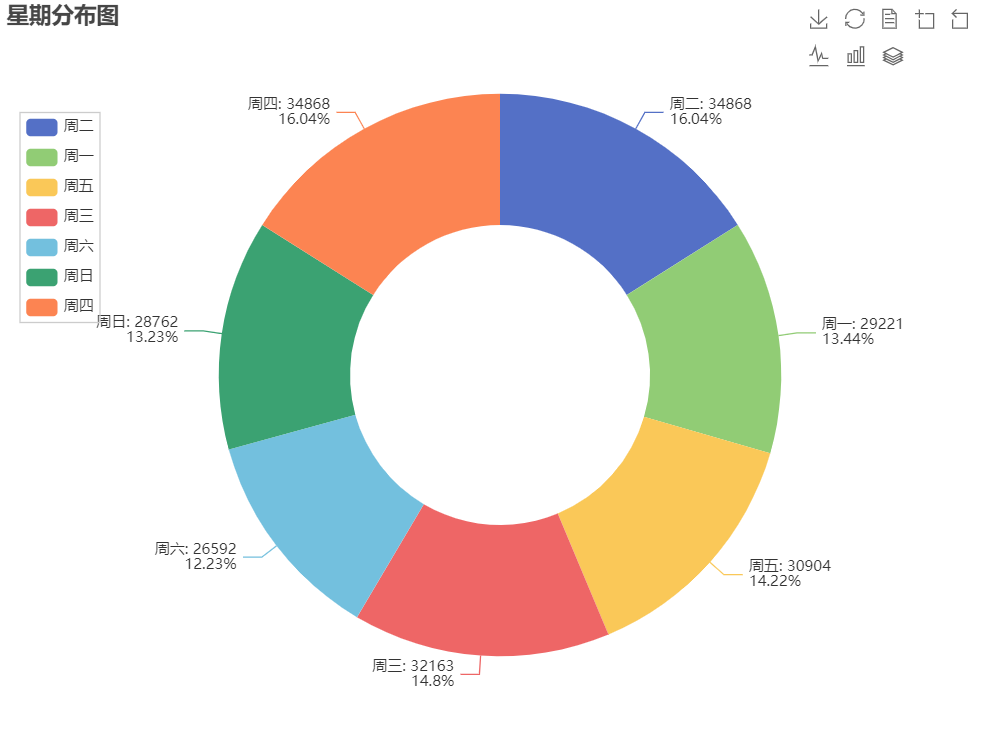 星期分布图
周二
周一
周五
周三
周六
周日
周四
周四: 34868
16.04%
周二: 34868
16.04%
周日: 28762
13.23%
周一: 29221
13.44%
周六: 26592
12.23%
周五: 30904
14.22%
周三: 32163
14.8%